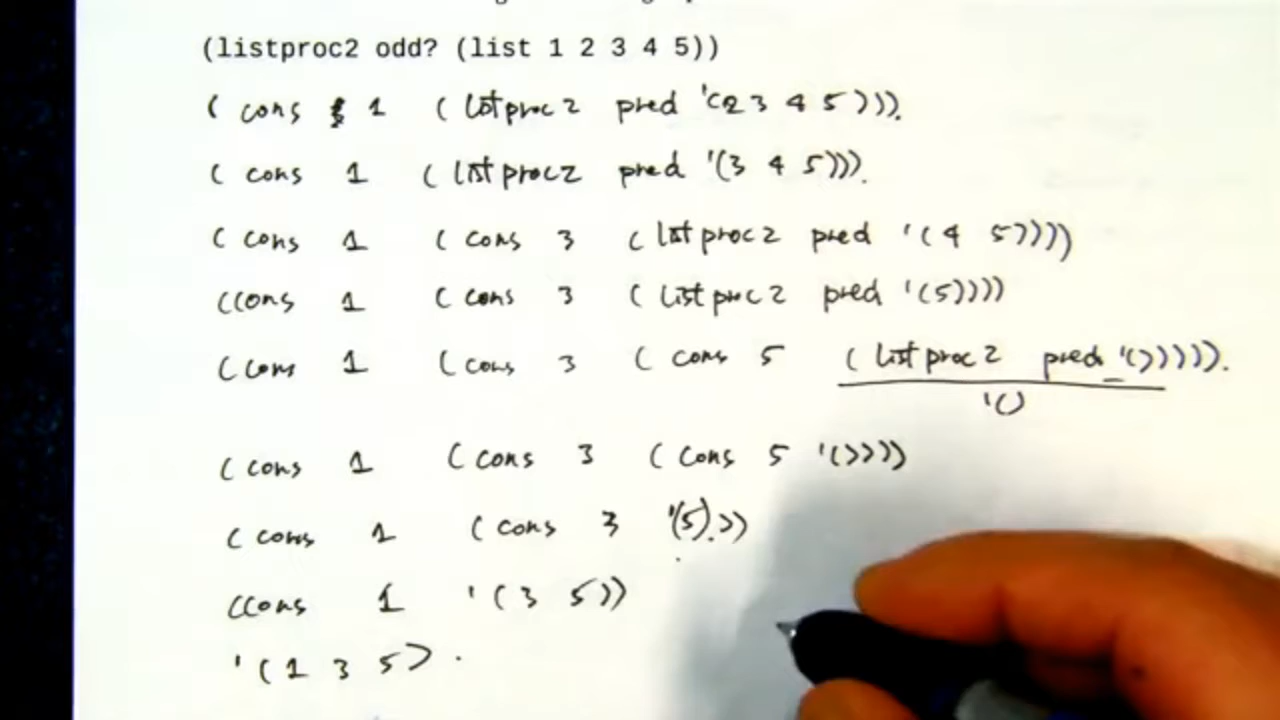 (listproc2 odd? (list 1 2 3 4 5))
( cons 1 ( listproc2 pred '(2 3 4 5))).
( cons 1 ( listproc2 pred '(3 4 5))).
( cons 1 ( cons 3 ( listproc2 pred '(4 5))))
(cons 1 ( cons 3 ( listproc2 pred '(5))))
(cons 1 (cons 3 ( cons 5 (listproc2 pred '()))))).
'()
(cons 1 (cons 3 (cons 5 '())))
(cons 1 (cons 3 '(5).))
(cons 1 '(3 5))
'(1 3 5).